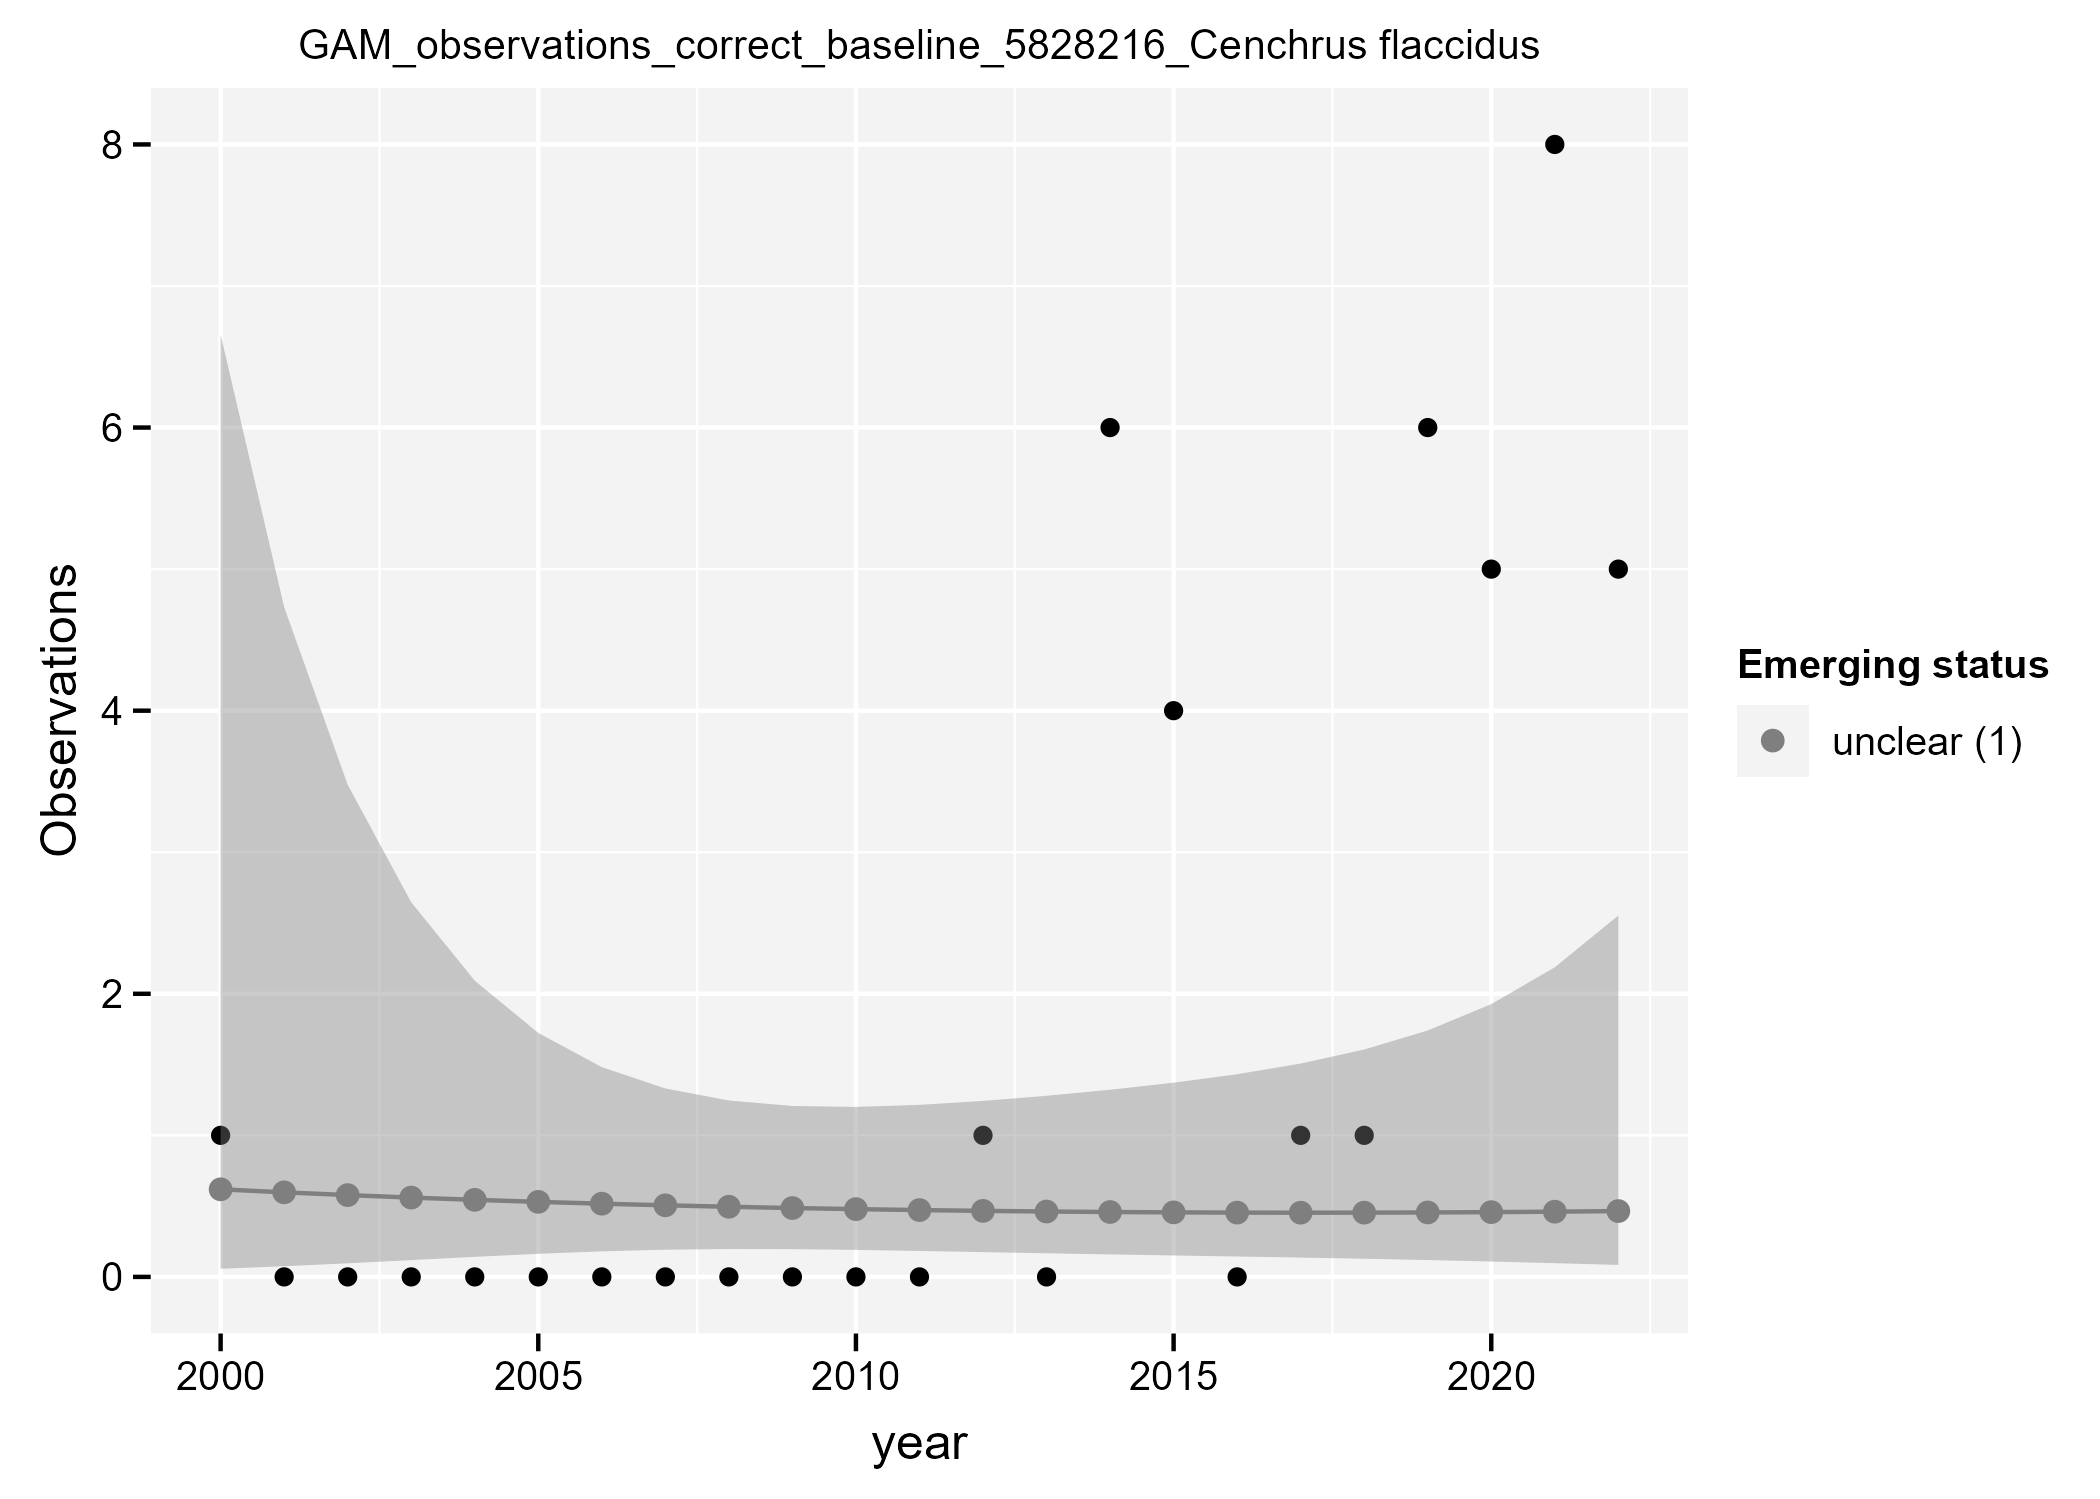 GAM_observations_correct_baseline_5828216_Cenchrus flaccidus
8
6
4
2
0
Observations
2000 2005 2010 2015 2020
year
Emerging status
unclear (1)